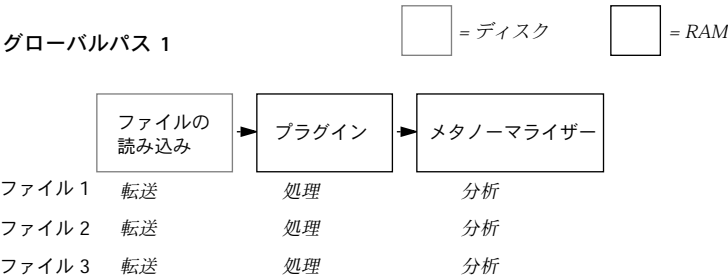 グローバルパス 1
= ディスク
= RAM
ファイルの
読み込み
プラグイン
メタノーマライザー
ファイル 1 転送 処理 分析
ファイル 2 転送 処理 分析
ファイル 3 転送 処理 分析